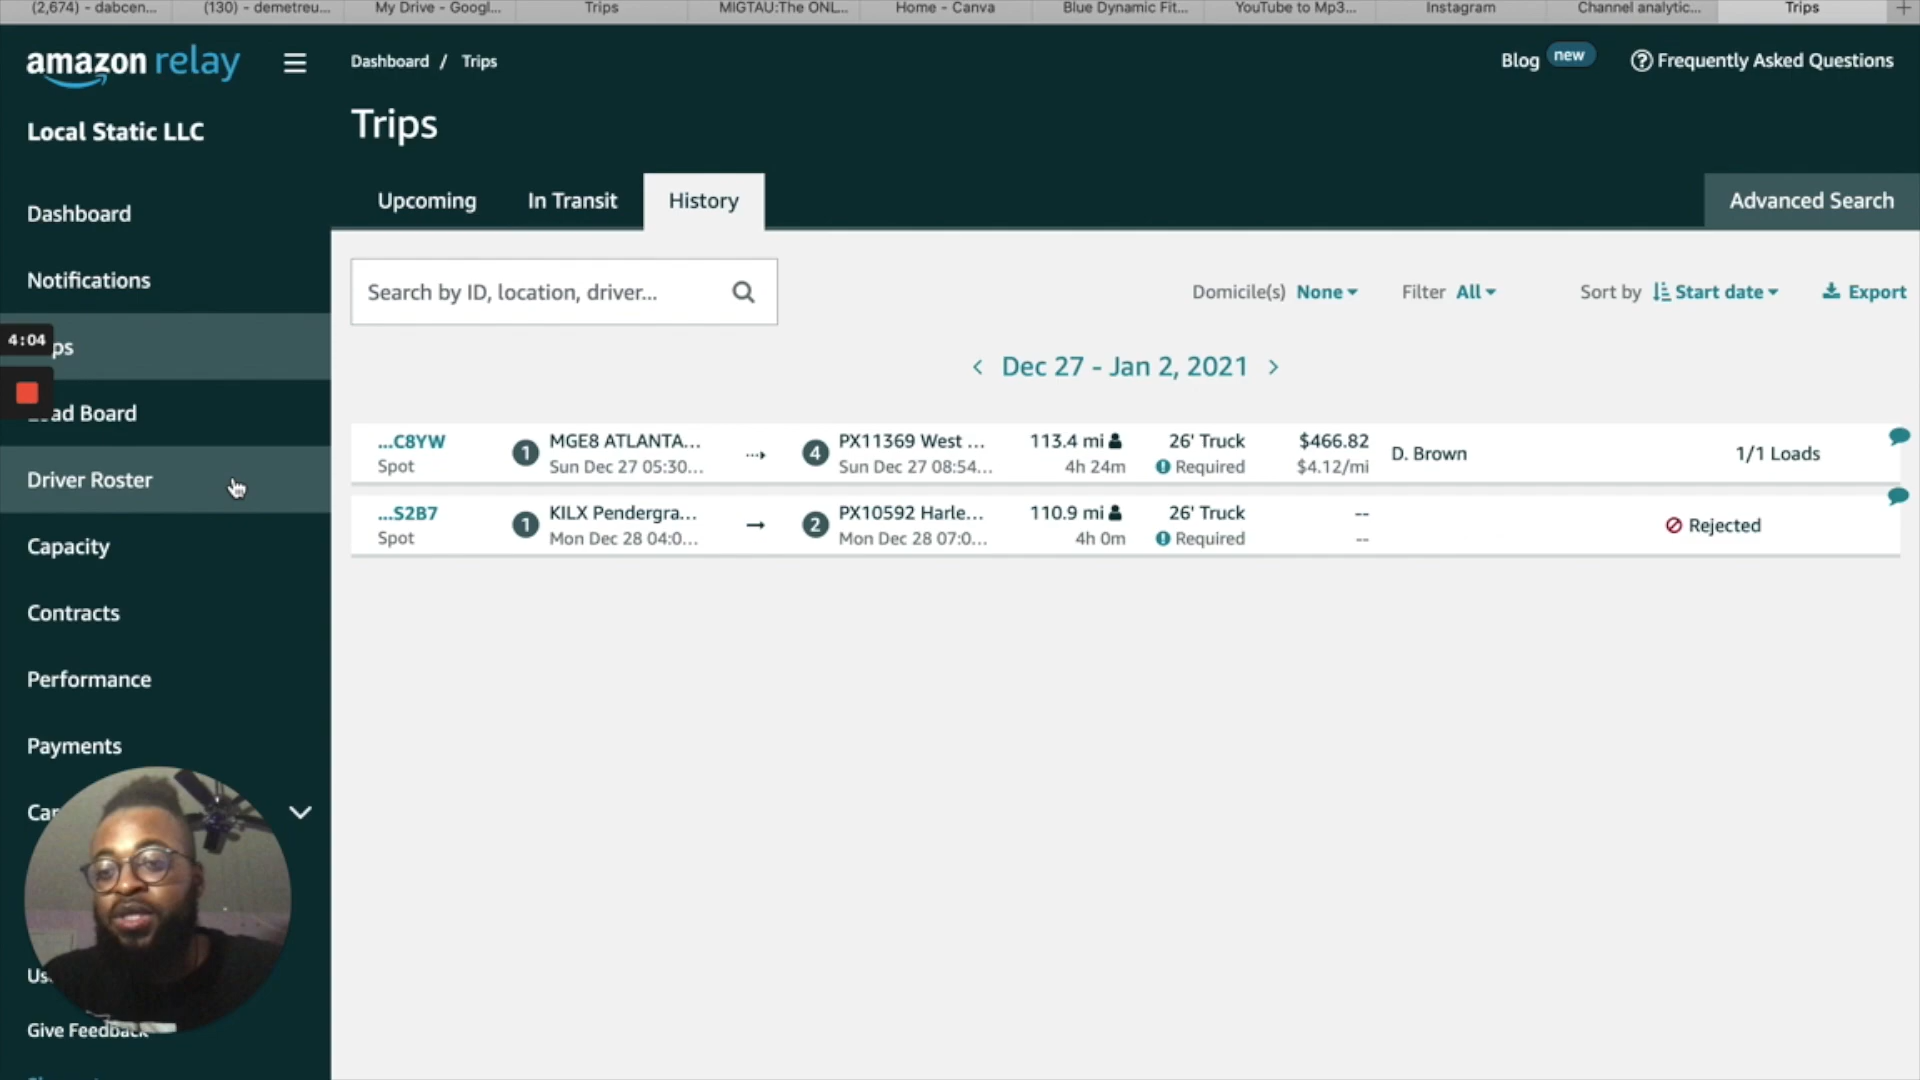 (2,674) - dabcen...
(130) - demetreu...
My Drive - Googl...
Trips
MIGTAU:The ONL...
Home - Canva
Blue Dynamic Fit...
YouTube to Mp3...
Instagram
Channel analytic...
Trips
amazon relay
Dashboard / Trips
Blog new
Frequently Asked Questions
Local Static LLC
Trips
Upcoming
In Transit
History
Advanced Search
Dashboard
Notifications
4:04
ps
ad Board
Driver Roster
Capacity
Contracts
Performance
Payments
Car
Us
Give Feedback
Search by ID, location, driver...
Domicile(s) None
Filter All
Sort by Start date
Export
Dec 27 - Jan 2, 2021
...C8YW 1 MGE8 ATLANTA... 4 PX11369 West ... 113.4 mi 26' Truck $466.82 D. Brown 1/1 Loads
Spot Sun Dec 27 05:30... Sun Dec 27 08:54... 4h 24m Required $4.12/mi
...S2B7 1 KILX Pendergra... 2 PX10592 Harle... 110.9 mi 26' Truck -- Rejected
Spot Mon Dec 28 04:0... Mon Dec 28 07:0... 4h 0m Required --